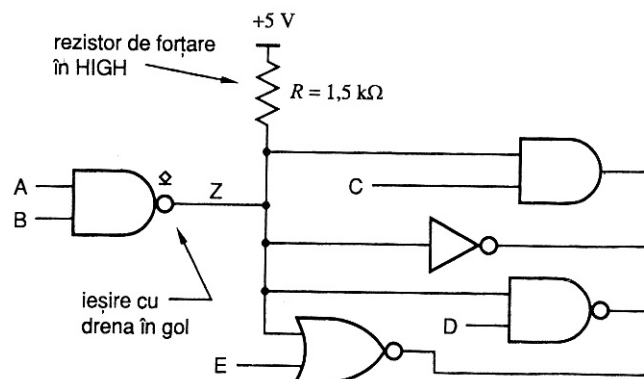 +5 V
rezistor de forțare
în HIGH
R = 1,5 kΩ
A
Z
C
B
ieșire cu
drena în gol
D
E